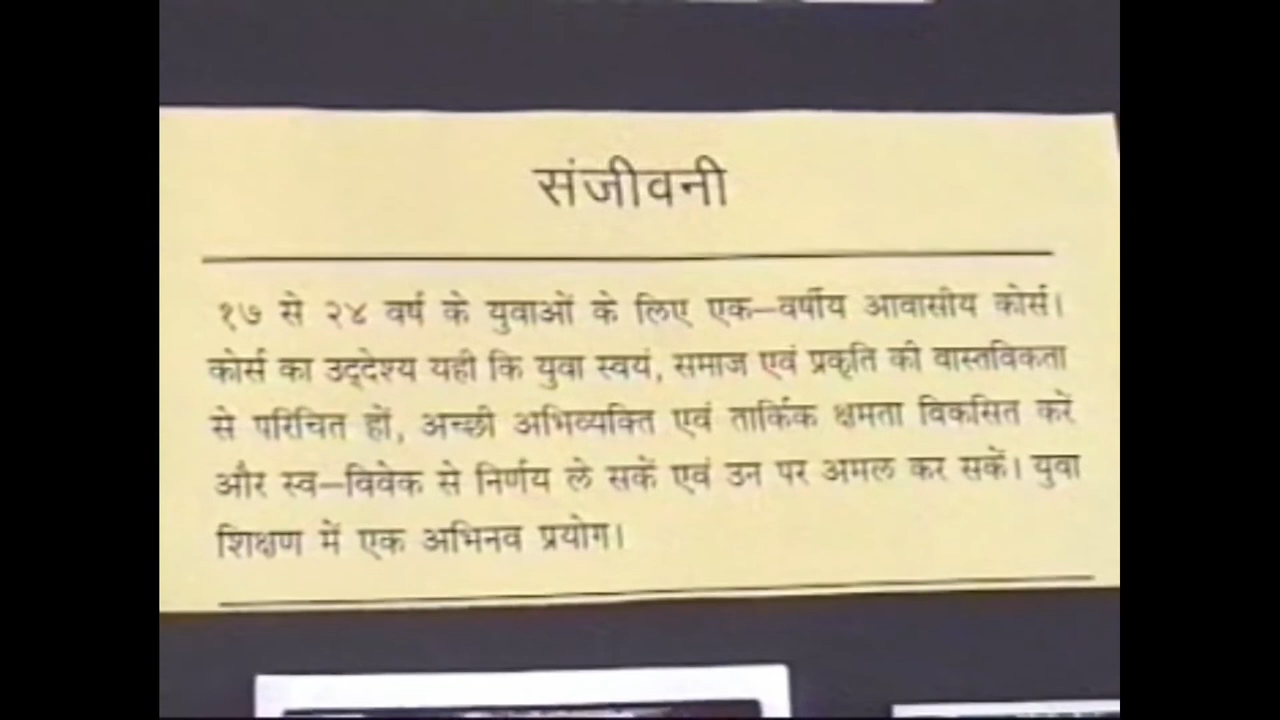 संजीवनी
१७ से २४ वर्ष के युवाओं के लिए एक–वर्षीय आवासीय कोर्स।
कोर्स का उद्‌देश्य यही कि युवा स्वयं, समाज एवं प्रकृति की वास्तविकता
से परिचित हों, अच्छी अभिव्यक्ति एवं तार्किक क्षमता विकसित करें
और स्व–विवेक से निर्णय ले सकें एवं उन पर अमल कर सकें। युवा
शिक्षण में एक अभिनव प्रयोग।